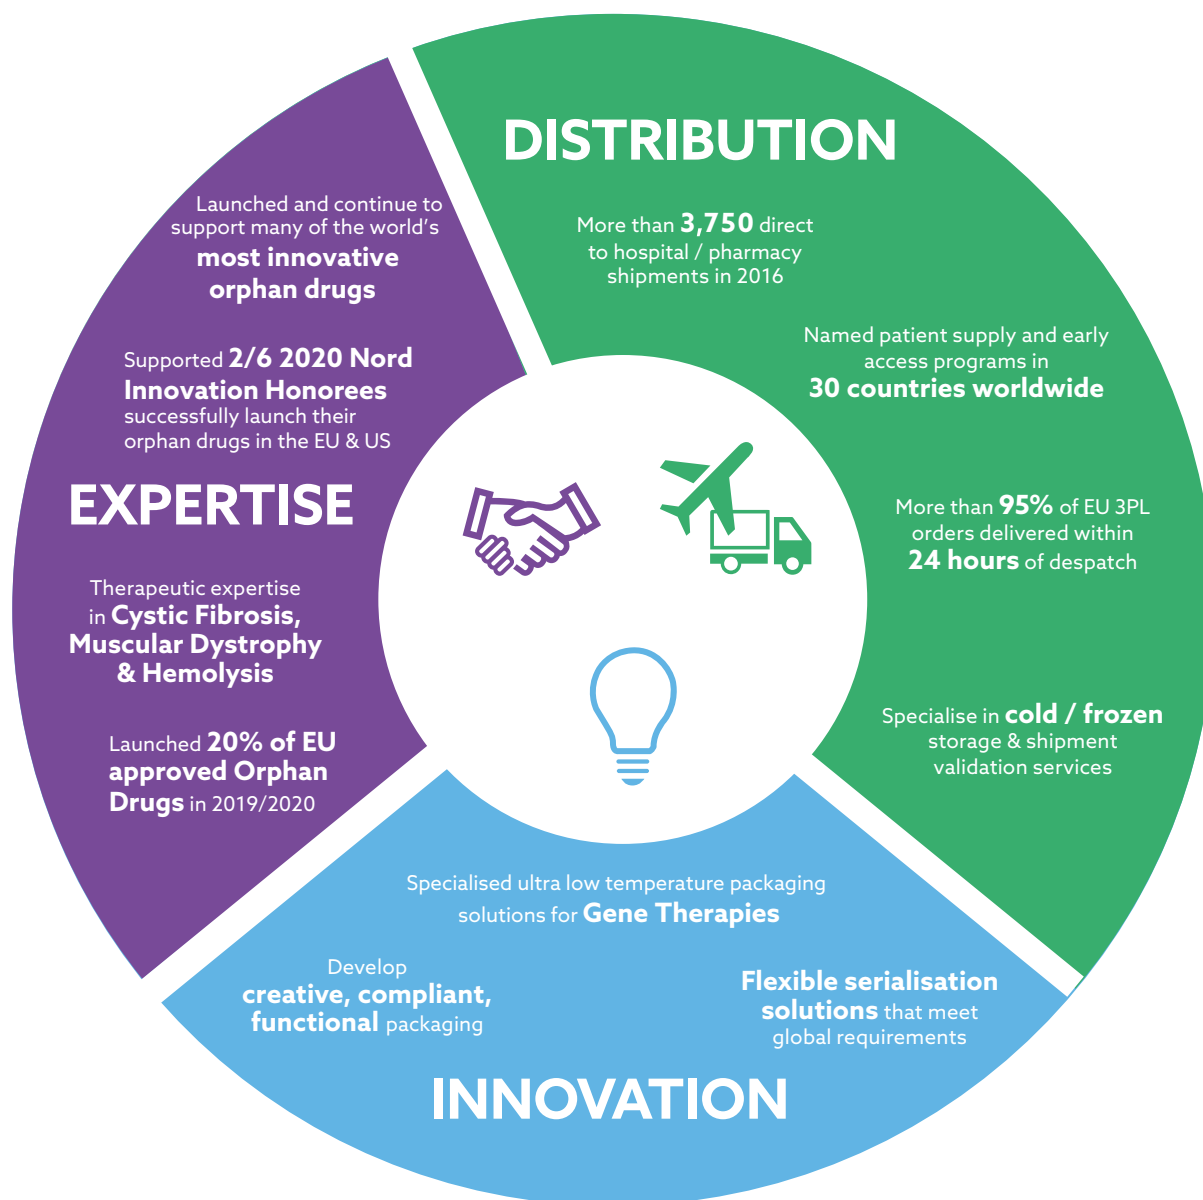 DISTRIBUTION
More than 3,750 direct
to hospital / pharmacy
shipments in 2016
Named patient supply and early
access programs in
30 countries worldwide
More than 95% of EU 3PL
orders delivered within
24 hours of despatch
Specialise in cold / frozen
storage & shipment
validation services
Launched and continue to
support many of the world's
most innovative
orphan drugs
Supported 2/6 2020 Nord
Innovation Honorees
successfully launch their
orphan drugs in the EU & US
EXPERTISE
Therapeutic expertise
in Cystic Fibrosis,
Muscular Dystrophy
& Hemolysis
Launched 20% of EU
approved Orphan
Drugs in 2019/2020
Specialised ultra low temperature packaging
solutions for Gene Therapies
Develop
creative, compliant,
functional packaging
Flexible serialisation
solutions that meet
global requirements
INNOVATION